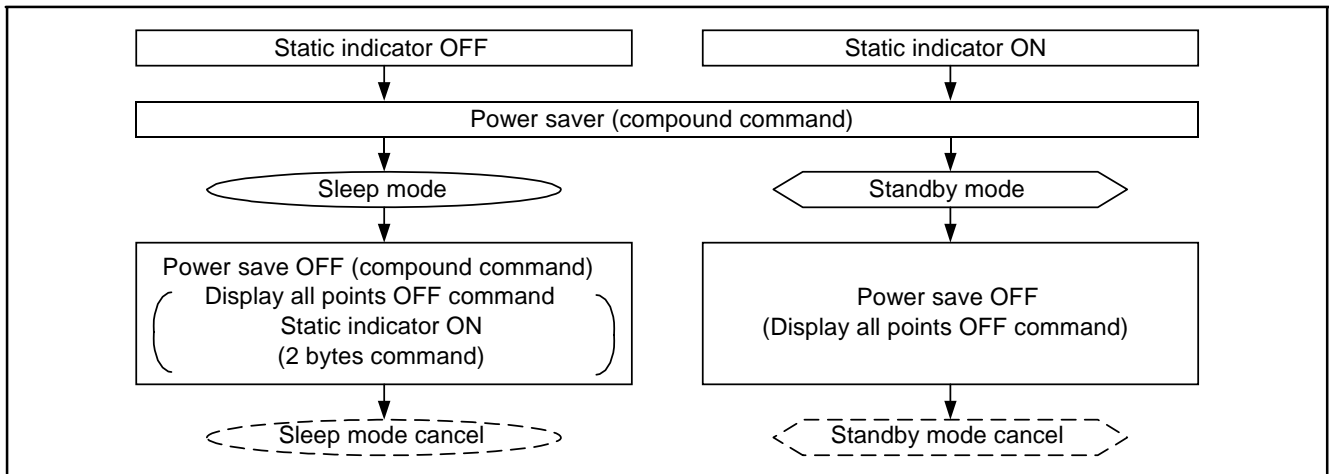 Static indicator OFF
Static indicator ON
Power saver (compound command)
Sleep mode
Standby mode
Power save OFF (compound command)
Display all points OFF command
Static indicator ON
(2 bytes command)
Power save OFF
(Display all points OFF command)
Sleep mode cancel
Standby mode cancel